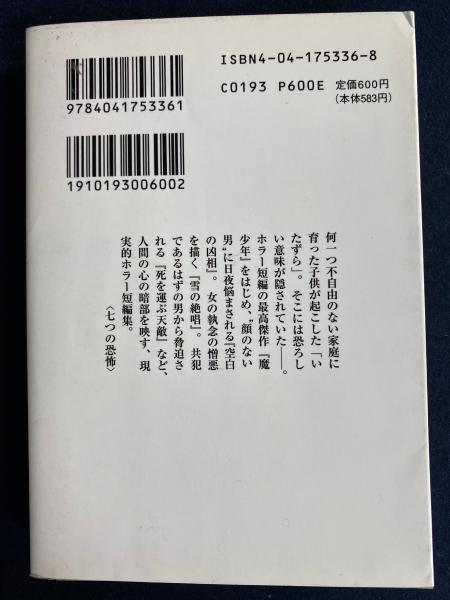 ISBN4-04-175336-8
C0193 P600E 定価600円
(本体583円)
9784041753361
1910193006002
何一つ不自由のない家庭に
育った子供が起こした「い
たずら」。そこには恐ろし
い意味が隠されていた――。
ホラー短編の最高傑作『魔
少年』をはじめ、"顔のない
男"に日夜悩まされる『空白
の凶相』。女の執念の憎悪
を描く『雪の絶唱』。共犯
であるはずの男から脅迫さ
れる『死を運ぶ天敵』など、
人間の心の暗部を映す、現
実的ホラー短編集。
〈七つの恐怖〉